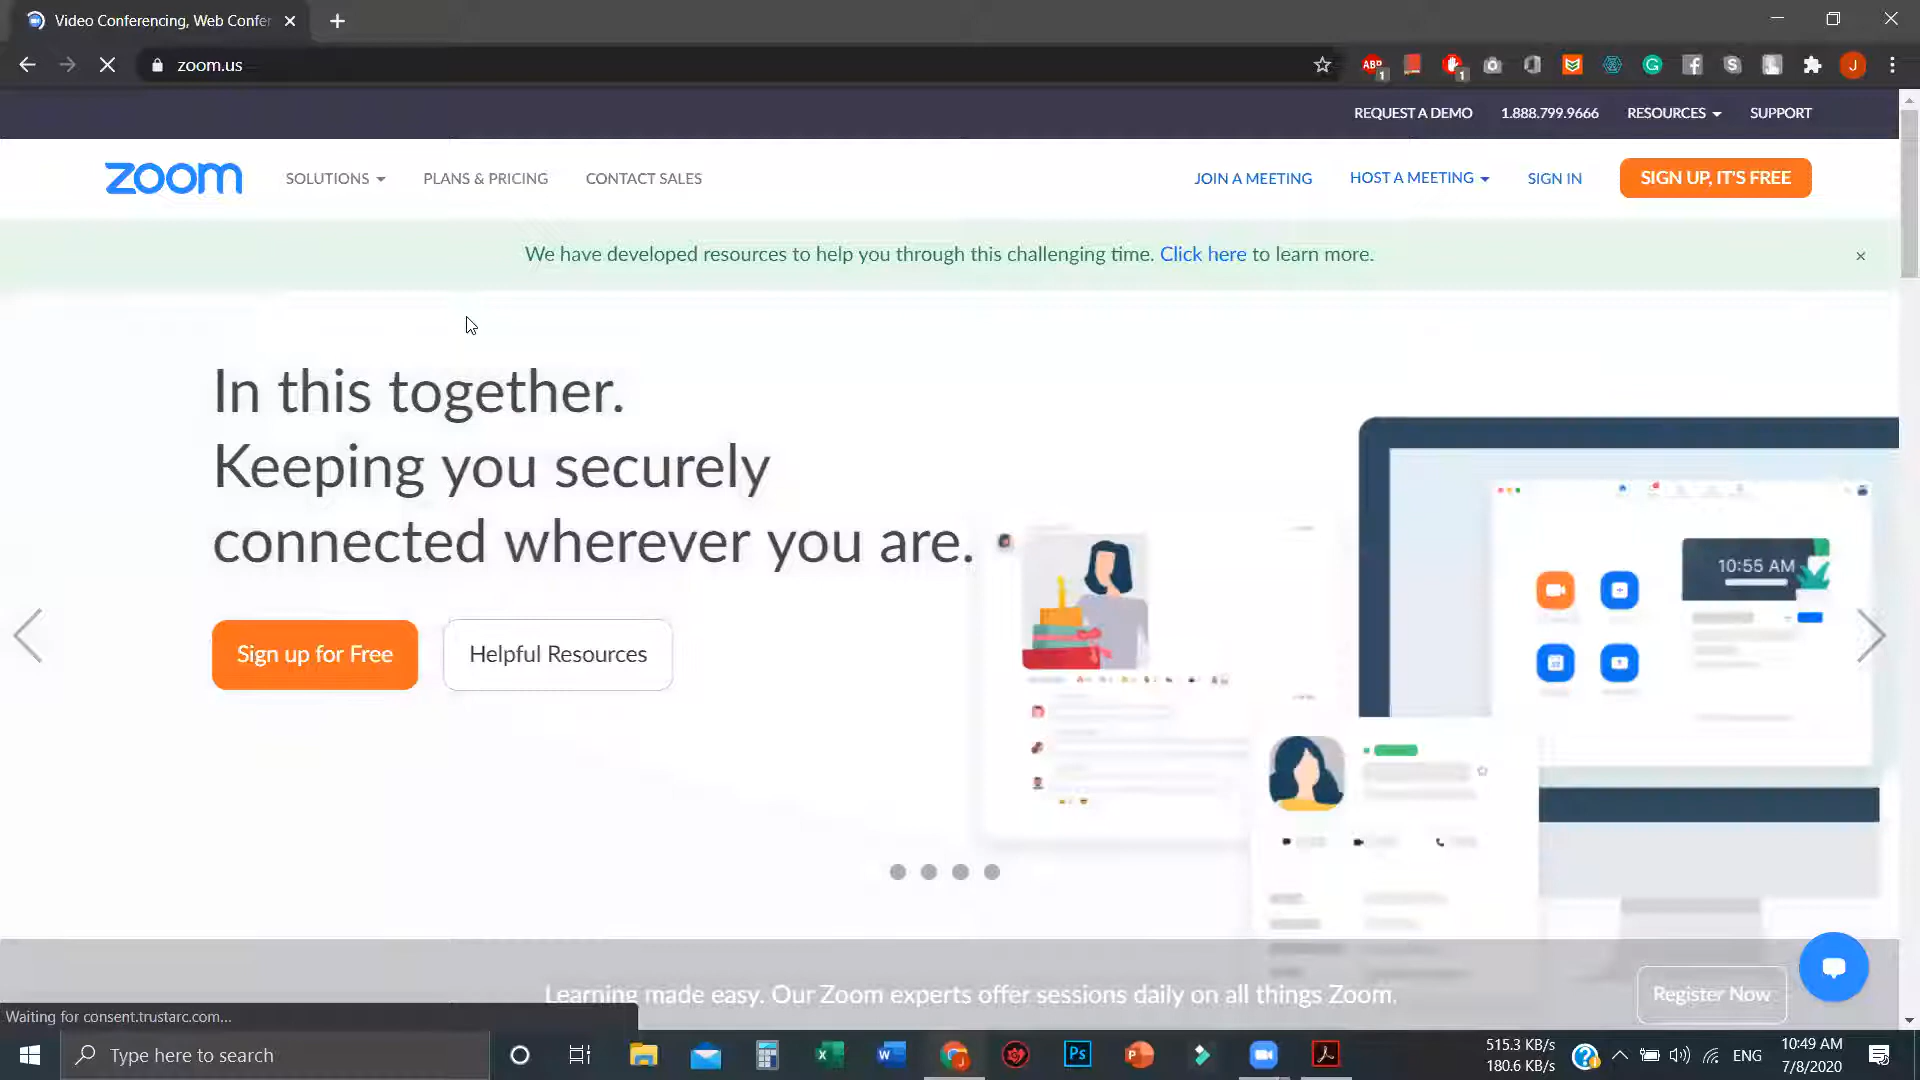 Video Conferencing, Web Confer
zoom.us
REQUEST A DEMO 1.888.799.9666 RESOURCES SUPPORT
zoom SOLUTIONS PLANS & PRICING CONTACT SALES JOIN A MEETING HOST A MEETING SIGN IN SIGN UP, IT'S FREE
We have developed resources to help you through this challenging time. Click here to learn more.
In this together.
Keeping you securely
connected wherever you are.
10:55 AM
Sign up for Free Helpful Resources
Learning made easy. Our Zoom experts offer sessions daily on all things Zoom. Register Now
Waiting for consent.trustarc.com...
Type here to search
515.3 KB/s
180.6 KB/s
ENG
10:49 AM
7/8/2020